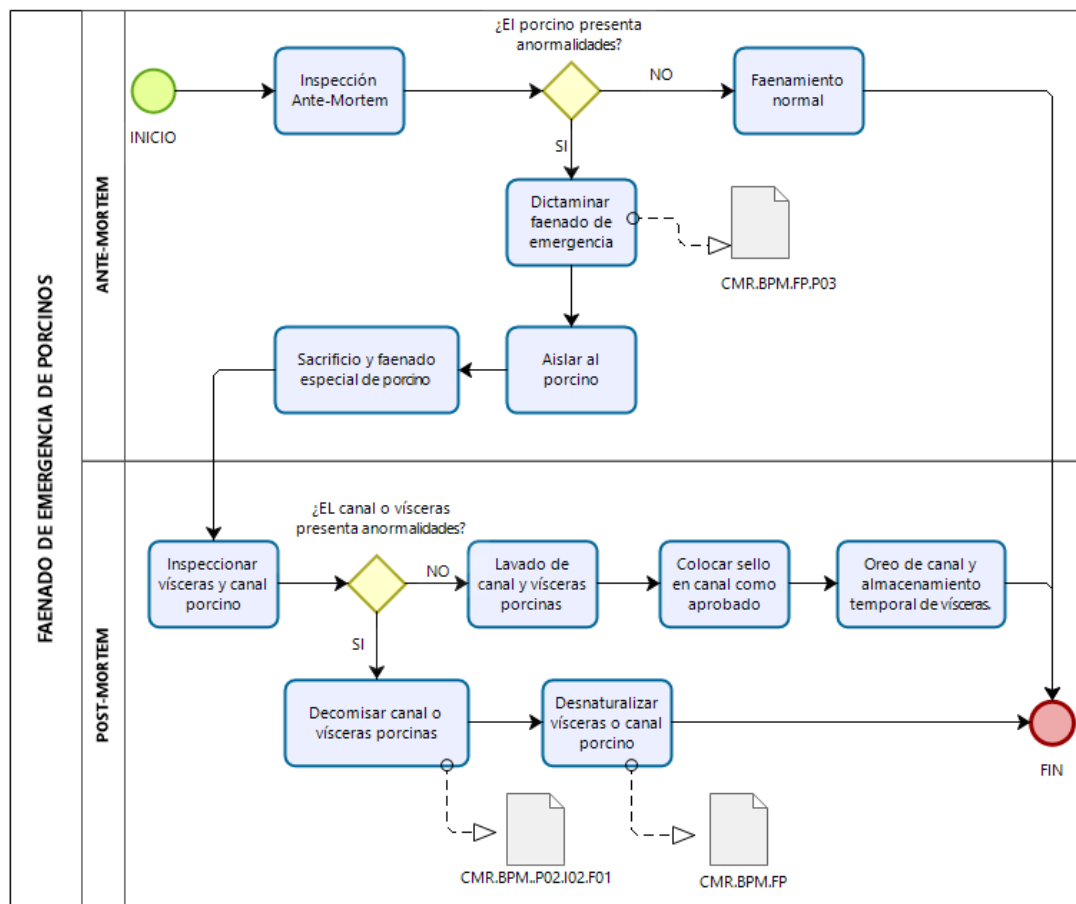 FAENADO DE EMERGENCIA DE PORCINOS
ANTE-MORTEM
INICIO
Inspección
Ante-Mortem
¿El porcino presenta
anormalidades?
NO
Faenamiento
normal
SI
Dictaminar
faenado de
emergencia
CMR.BPM.FP.P03
Aislar al
porcino
Sacrificio y faenado
especial de porcino
POST-MORTEM
Inspeccionar
vísceras y canal
porcino
¿EL canal o vísceras
presenta anormalidades?
NO
Lavado de
canal y vísceras
porcinas
Colocar sello
en canal como
aprobado
Oreo de canal y
almacenamiento
temporal de vísceras.
SI
Decomisar canal o
vísceras porcinas
Desnaturalizar
vísceras o canal
porcino
FIN
CMR.BPM..P02.I02.F01
CMR.BPM.FP